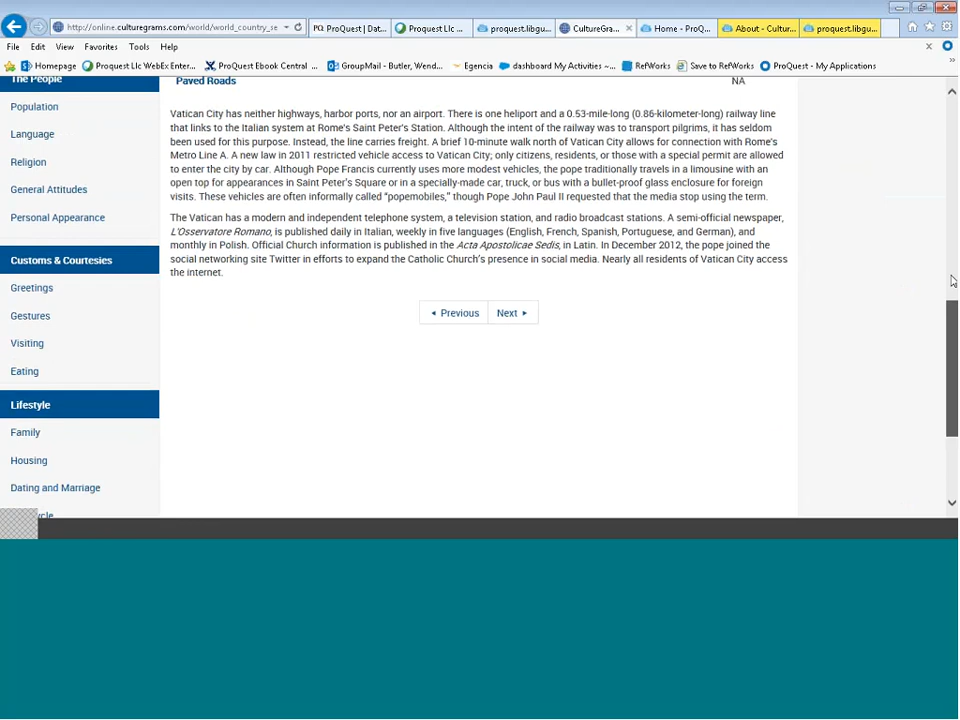 http://online.culturegrams.com/world/world_country_se
ProQuest | Dat...
Proquest Llc ...
proquest.libgu...
CultureGra...
Home - ProQ...
About - Cultur...
proquest.libgu...
File Edit View Favorites Tools Help
Homepage Proquest Llc WebEx Enter... ProQuest Ebook Central ... GroupMail - Butler, Wend... Egencia dashboard My Activities ~... RefWorks Save to RefWorks ProQuest - My Applications
The People
Population
Language
Religion
General Attitudes
Personal Appearance
Customs & Courtesies
Greetings
Gestures
Visiting
Eating
Lifestyle
Family
Housing
Dating and Marriage
Paved Roads NA
Vatican City has neither highways, harbor ports, nor an airport. There is one heliport and a 0.53-mile-long (0.86-kilometer-long) railway line
that links to the Italian system at Rome's Saint Peter's Station. Although the intent of the railway was to transport pilgrims, it has seldom
been used for this purpose. Instead, the line carries freight. A brief 10-minute walk north of Vatican City allows for connection with Rome's
Metro Line A. A new law in 2011 restricted vehicle access to Vatican City; only citizens, residents, or those with a special permit are allowed
to enter the city by car. Although Pope Francis currently uses more modest vehicles, the pope traditionally travels in a limousine with an
open top for appearances in Saint Peter's Square or in a specially-made car, truck, or bus with a bullet-proof glass enclosure for foreign
visits. These vehicles are often informally called “popemobiles,” though Pope John Paul II requested that the media stop using the term.
The Vatican has a modern and independent telephone system, a television station, and radio broadcast stations. A semi-official newspaper,
L'Osservatore Romano, is published daily in Italian, weekly in five languages (English, French, Spanish, Portuguese, and German), and
monthly in Polish. Official Church information is published in the Acta Apostolicae Sedis, in Latin. In December 2012, the pope joined the
social networking site Twitter in efforts to expand the Catholic Church's presence in social media. Nearly all residents of Vatican City access
the internet.
Previous Next